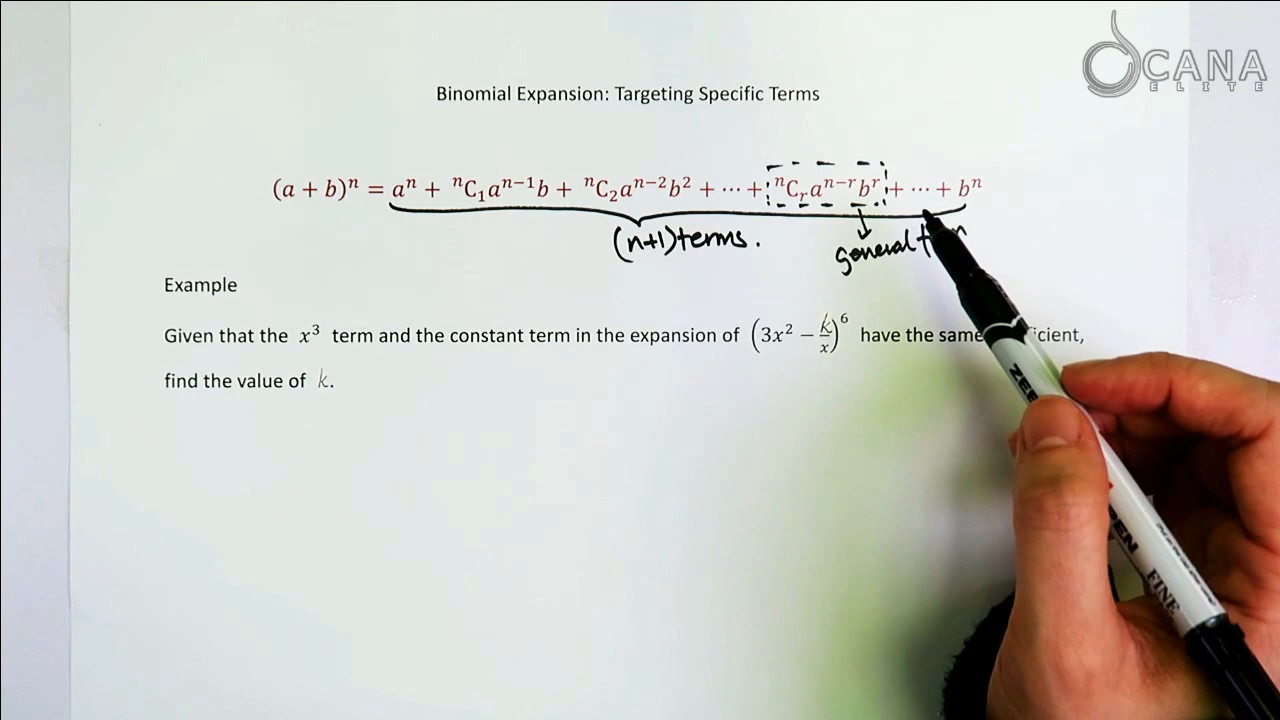 OCANA
ELITE
Binomial Expansion: Targeting Specific Terms
(a + b)ⁿ = aⁿ + ⁿC₁aⁿ⁻¹b + ⁿC₂aⁿ⁻²b² + ⋯ + ⁿCᵣaⁿ⁻ʳbʳ + ⋯ + bⁿ
(n+1) terms.
general
Example
Given that the x³ term and the constant term in the expansion of (3x² − k/x)⁶ have the same
find the value of k.
ZEB
FINE